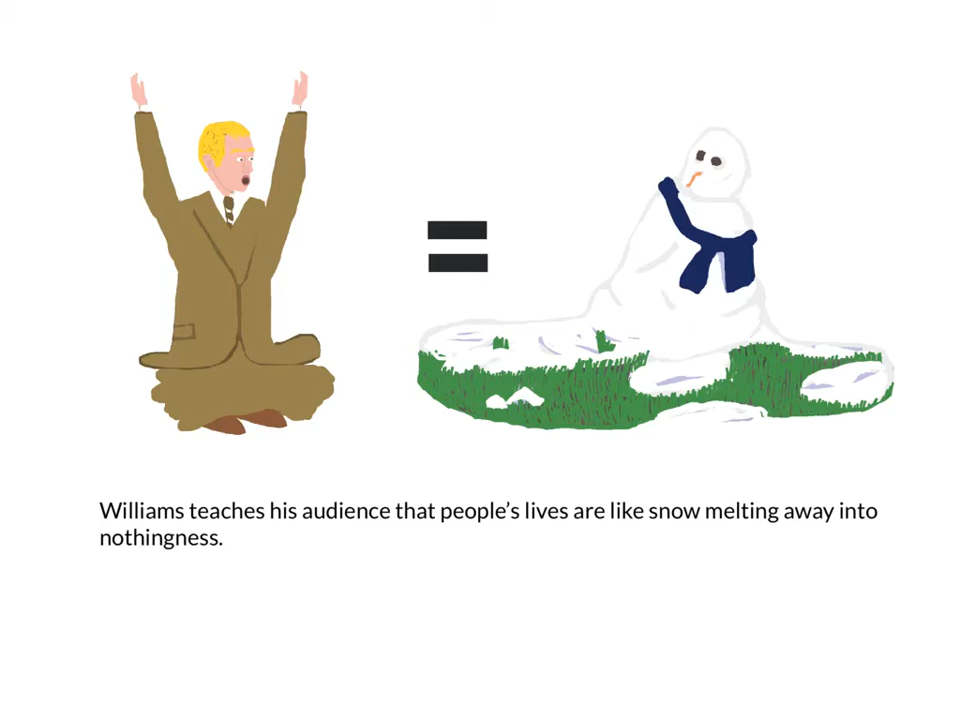 Williams teaches his audience that people’s lives are like snow melting away into
nothingness.